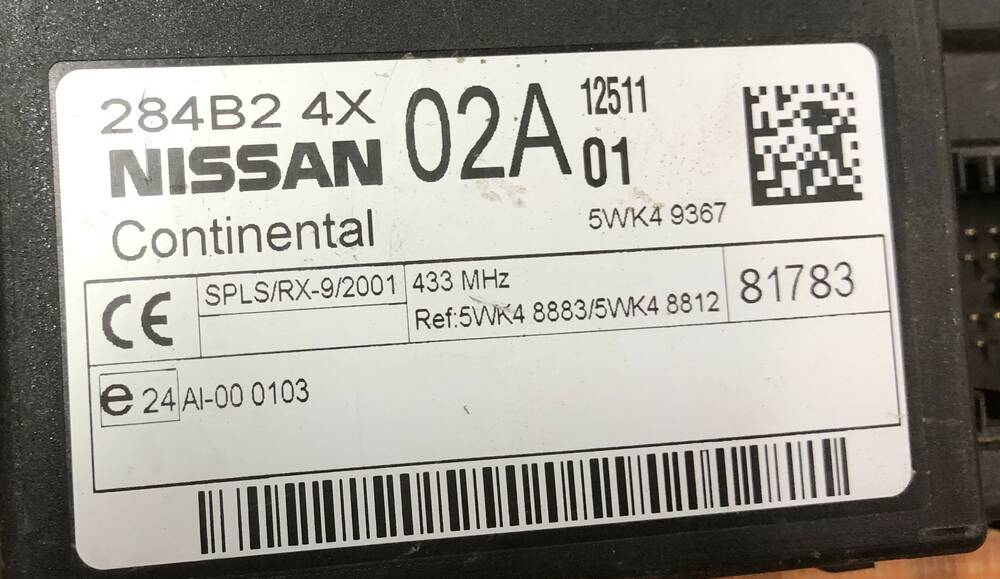 284B2 4X 02A 12511
NISSAN 01
Continental 5WK4 9367
CE SPLS/RX-9/2001 433 MHz 81783
Ref:5WK4 8883/5WK4 8812
e 24 AI-00 0103